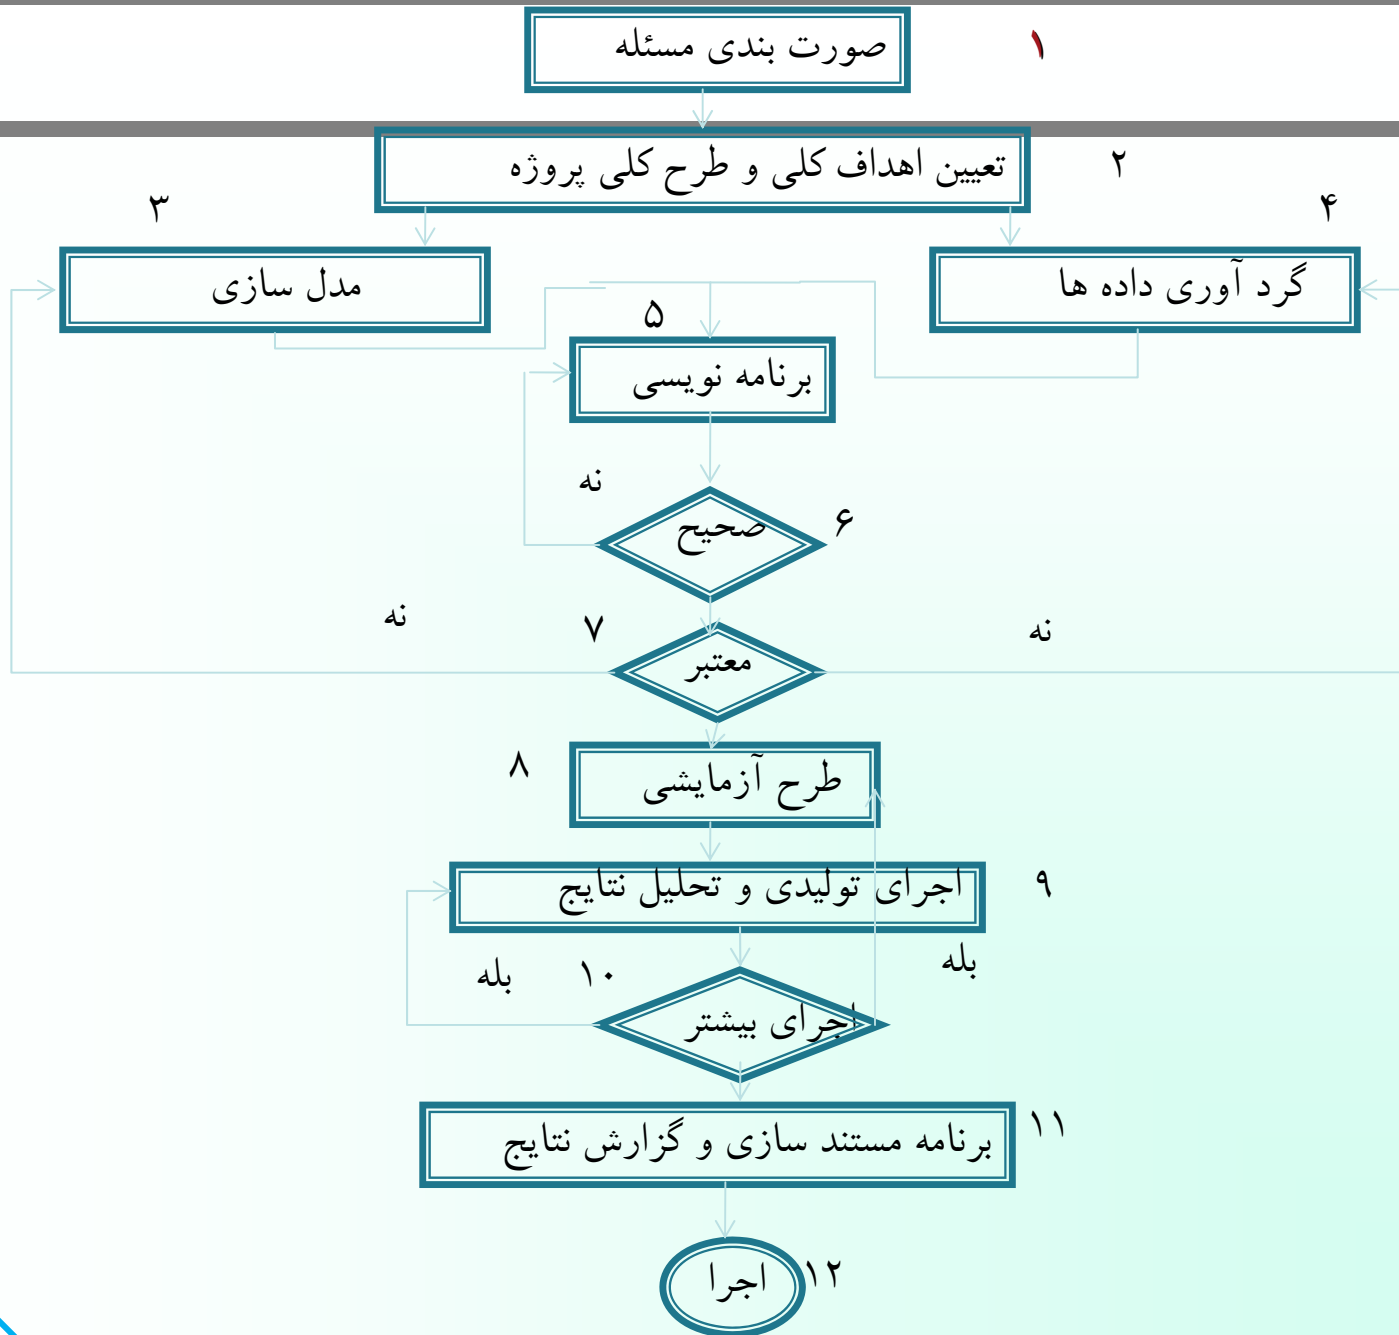 صورت بندی مسئله
۱
تعیین اهداف کلی و طرح کلی پروژه
۲
۳
مدل سازی
۴
گرد آوری داده ها
۵
برنامه نویسی
نه
صحیح
۶
نه
۷
معتبر
نه
۸
طرح آزمایشی
اجرای تولیدی و تحلیل نتایج
۹
بله
بله
۱۰
اجرای بیشتر
برنامه مستند سازی و گزارش نتایج
۱۱
اجرا
۱۲